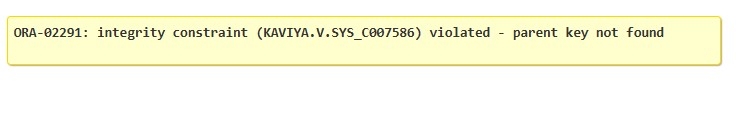 ORA-02291: integrity constraint (KAVIYA.V.SYS_C007586) violated - parent key not found